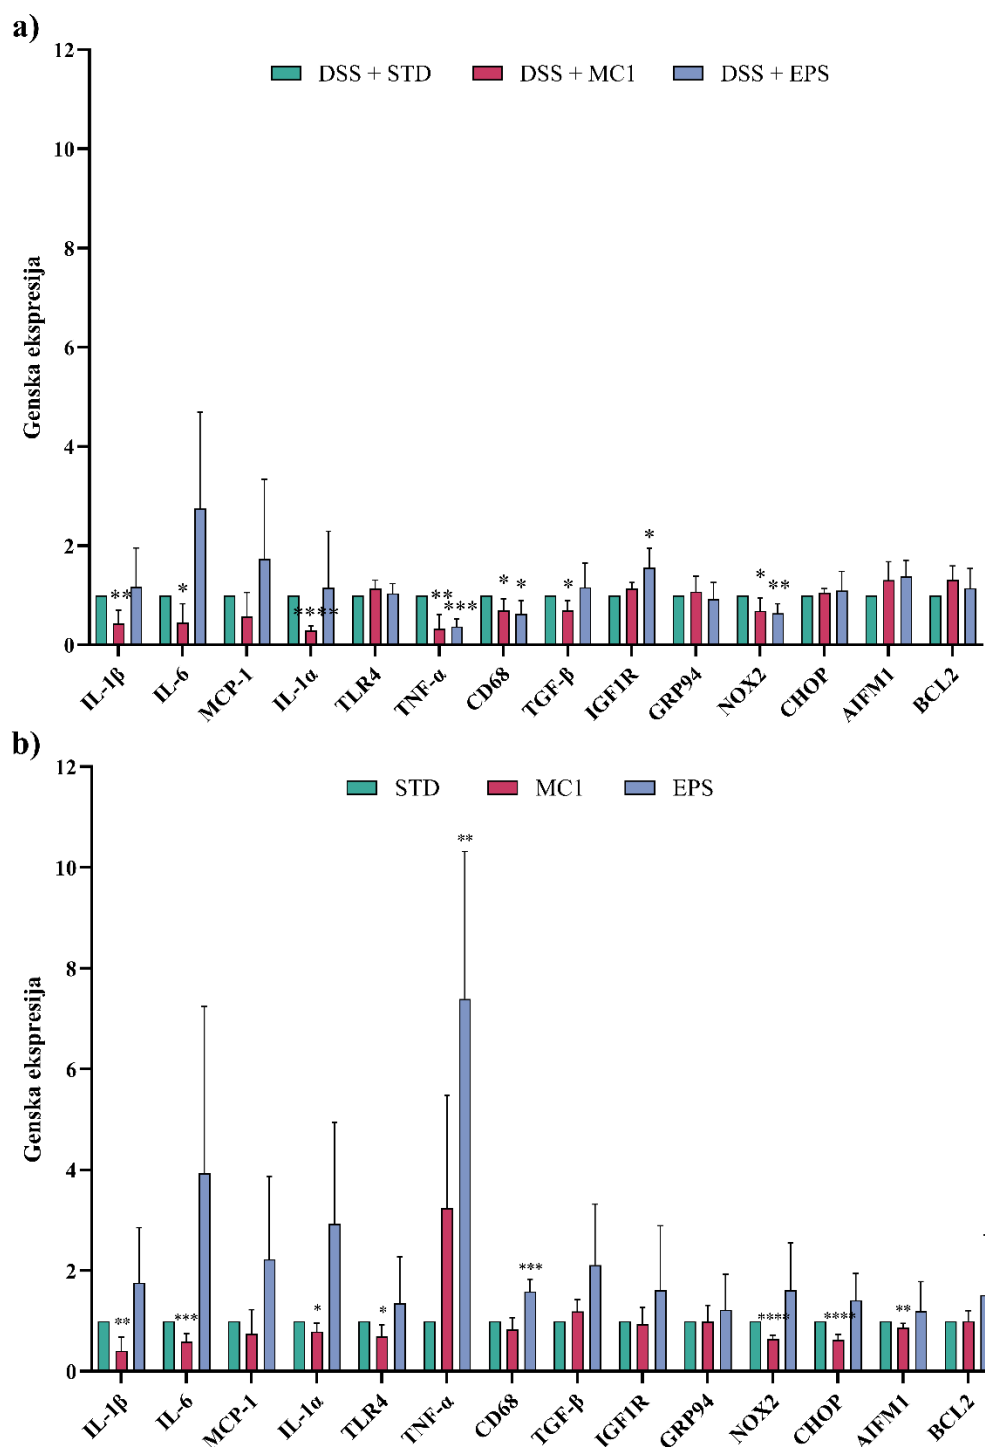 a)
12
DSS + STD DSS + MC1 DSS + EPS
10
8
6
4
2
0
Genska ekspresija
** * **** ** *** * * * * * **
IL-1β IL-6 MCP-1 IL-1α TLR4 TNF-α CD68 TGF-β IGF1R GRP94 NOX2 CHOP AIFM1 BCL2
b)
12
STD MC1 EPS
10
8
6
4
2
0
Genska ekspresija
** *** * * ** *** **** **** **
IL-1β IL-6 MCP-1 IL-1α TLR4 TNF-α CD68 TGF-β IGF1R GRP94 NOX2 CHOP AIFM1 BCL2